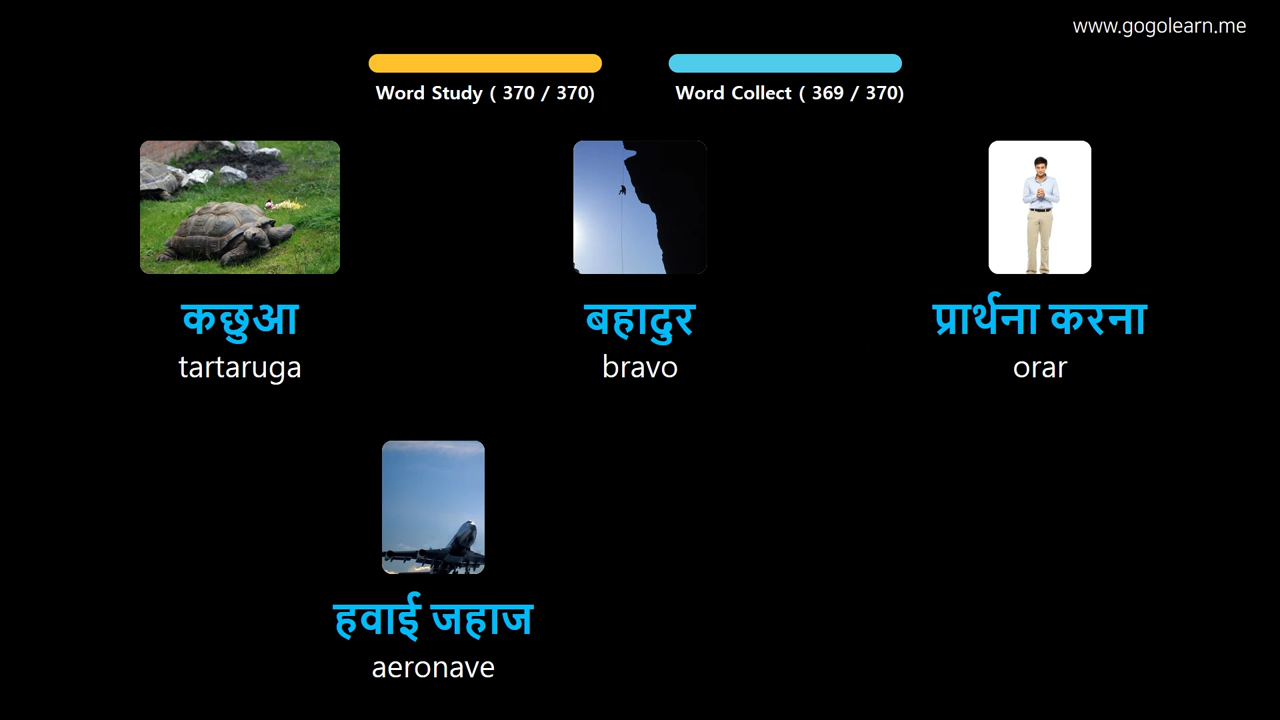 www.gogolearn.me
Word Study ( 370 / 370)
Word Collect ( 369 / 370)
कछुआ
tartaruga
बहादुर
bravo
प्रार्थना करना
orar
हवाई जहाज
aeronave